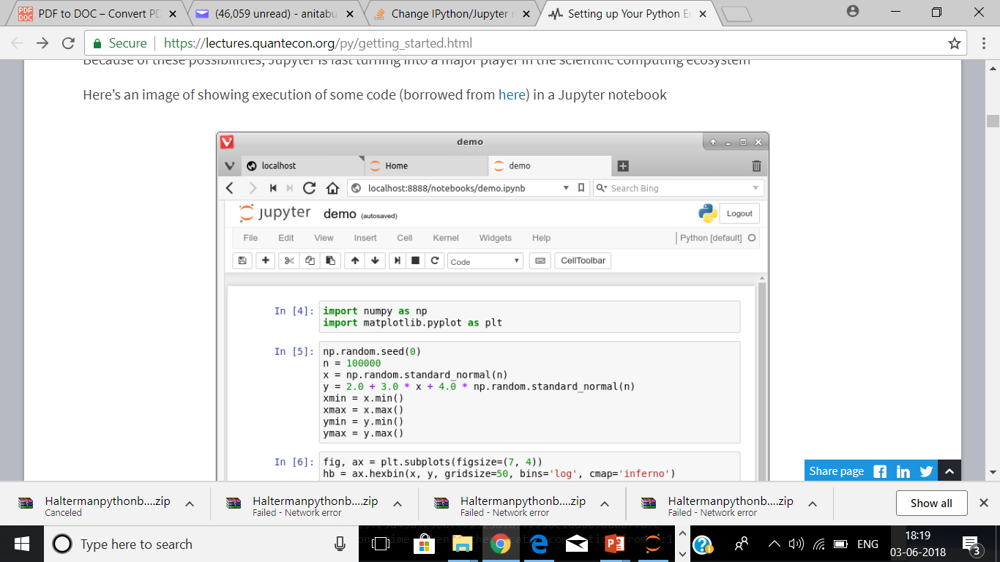 PDF to DOC – Convert PD
(46,059 unread) - anitabu
Change IPython/Jupyter
Setting up Your Python E
Secure
https://lectures.quantecon.org/py/getting_started.html
Because of these possibilities, Jupyter is fast turning into a major player in the scientific computing ecosystem
Here’s an image of showing execution of some code (borrowed from here) in a Jupyter notebook
demo
localhost
Home
demo
localhost:8888/notebooks/demo.ipynb
Search Bing
jupyter demo (autosaved)
Logout
File Edit View Insert Cell Kernel Widgets Help
Python [default]
Code
CellToolbar
In [4]: import numpy as np
import matplotlib.pyplot as plt
In [5]: np.random.seed(0)
n = 100000
x = np.random.standard_normal(n)
y = 2.0 + 3.0 * x + 4.0 * np.random.standard_normal(n)
xmin = x.min()
xmax = x.max()
ymin = y.min()
ymax = y.max()
In [6]: fig, ax = plt.subplots(figsize=(7, 4))
hb = ax.hexbin(x, y, gridsize=50, bins='log', cmap='inferno')
Share page
Haltermanpythonb....zip
Canceled
Haltermanpythonb....zip
Failed - Network error
Haltermanpythonb....zip
Failed - Network error
Haltermanpythonb....zip
Failed - Network error
Show all
Type here to search
ENG
18:19
03-06-2018
3